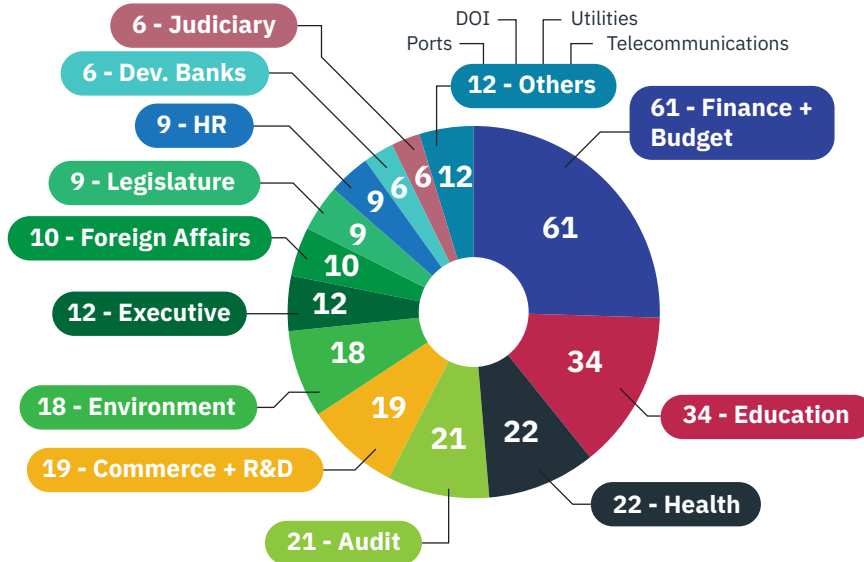 DOI
Utilities
Ports
Telecommunications
6 - Judiciary
6 - Dev. Banks
12 - Others
61 - Finance +
Budget
9 - HR
9 - Legislature
10 - Foreign Affairs
12 - Executive
18 - Environment
19 - Commerce + R&D
21 - Audit
22 - Health
34 - Education
61
34
22
21
19
18
12
10
9
9
6
6
12